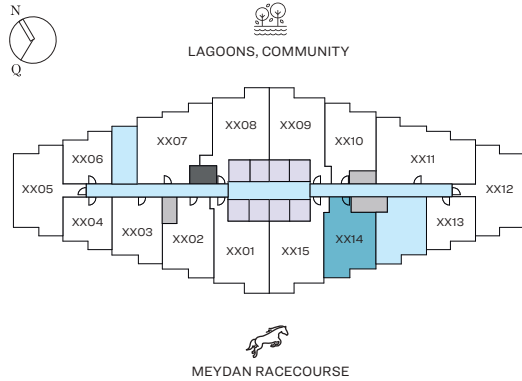 N
Q
LAGOONS, COMMUNITY
XX08
XX09
XX07
XX10
XX06
XX11
XX05
XX12
XX04
XX03
XX02
XX01
XX15
XX14
XX13
MEYDAN RACECOURSE